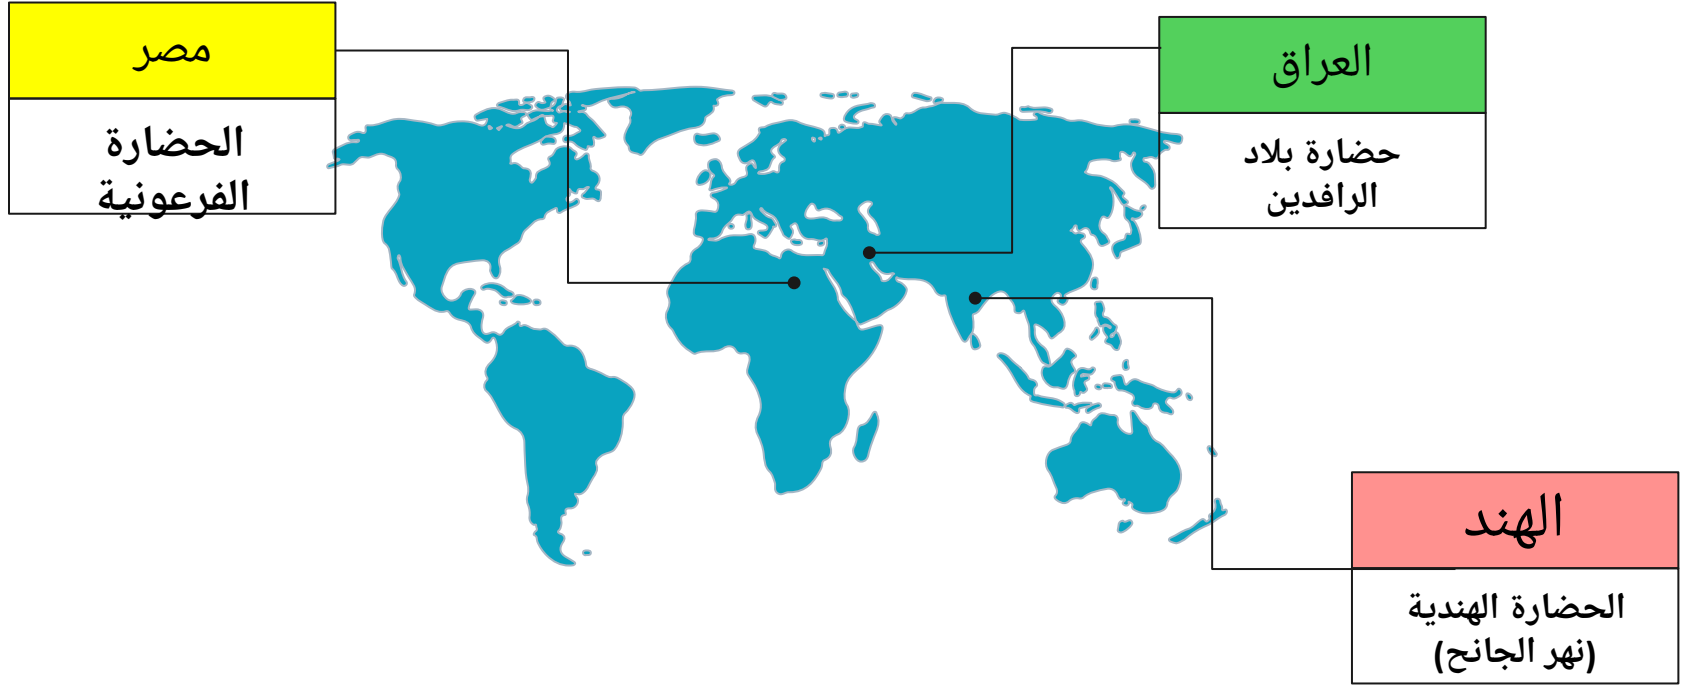 مصر
الحضارة
الفرعونية
العراق
حضارة بلاد
الرافدين
الهند
الحضارة الهندية
(نهر الجانح)